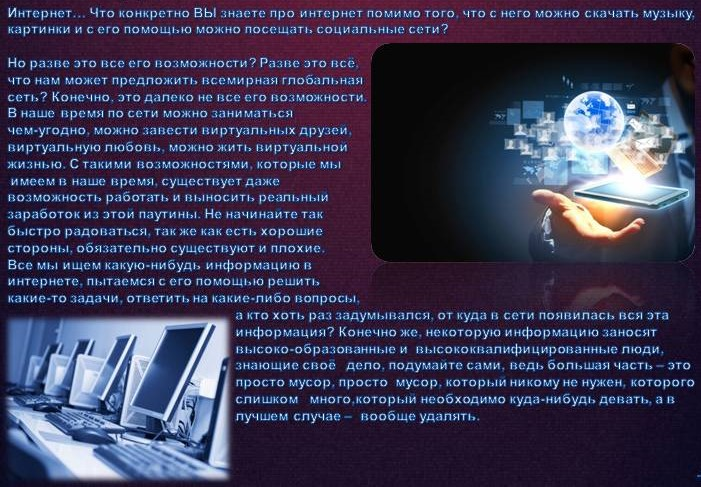 Интернет… Что конкретно ВЫ знаете про интернет помимо того, что с него можно скачать музыку,
картинки и с его помощью можно посещать социальные сети?
Но разве это все его возможности? Разве это всё,
что нам может предложить всемирная глобальная
сеть? Конечно, это далеко не все его возможности.
В наше время по сети можно заниматься
чем-угодно, можно завести виртуальных друзей,
виртуальную любовь, можно жить виртуальной
жизнью. С такими возможностями, которые мы
имеем в наше время, существует даже
возможность работать и выносить реальный
заработок из этой паутины. Не начинайте так
быстро радоваться, так же как есть хорошие
стороны, обязательно существуют и плохие.
Все мы ищем какую-нибудь информацию в
интернете, пытаемся с его помощью решить
какие-то задачи, ответить на какие-либо вопросы,
а кто хоть раз задумывался, от куда в сети появилась вся эта
информация? Конечно же, некоторую информацию заносят
высоко-образованные и высококвалифицированные люди,
знающие своё дело, подумайте сами, ведь большая часть – это
просто мусор, просто мусор, который никому не нужен, которого
слишком много,который необходимо куда-нибудь девать, а в
лучшем случае – вообще удалять.